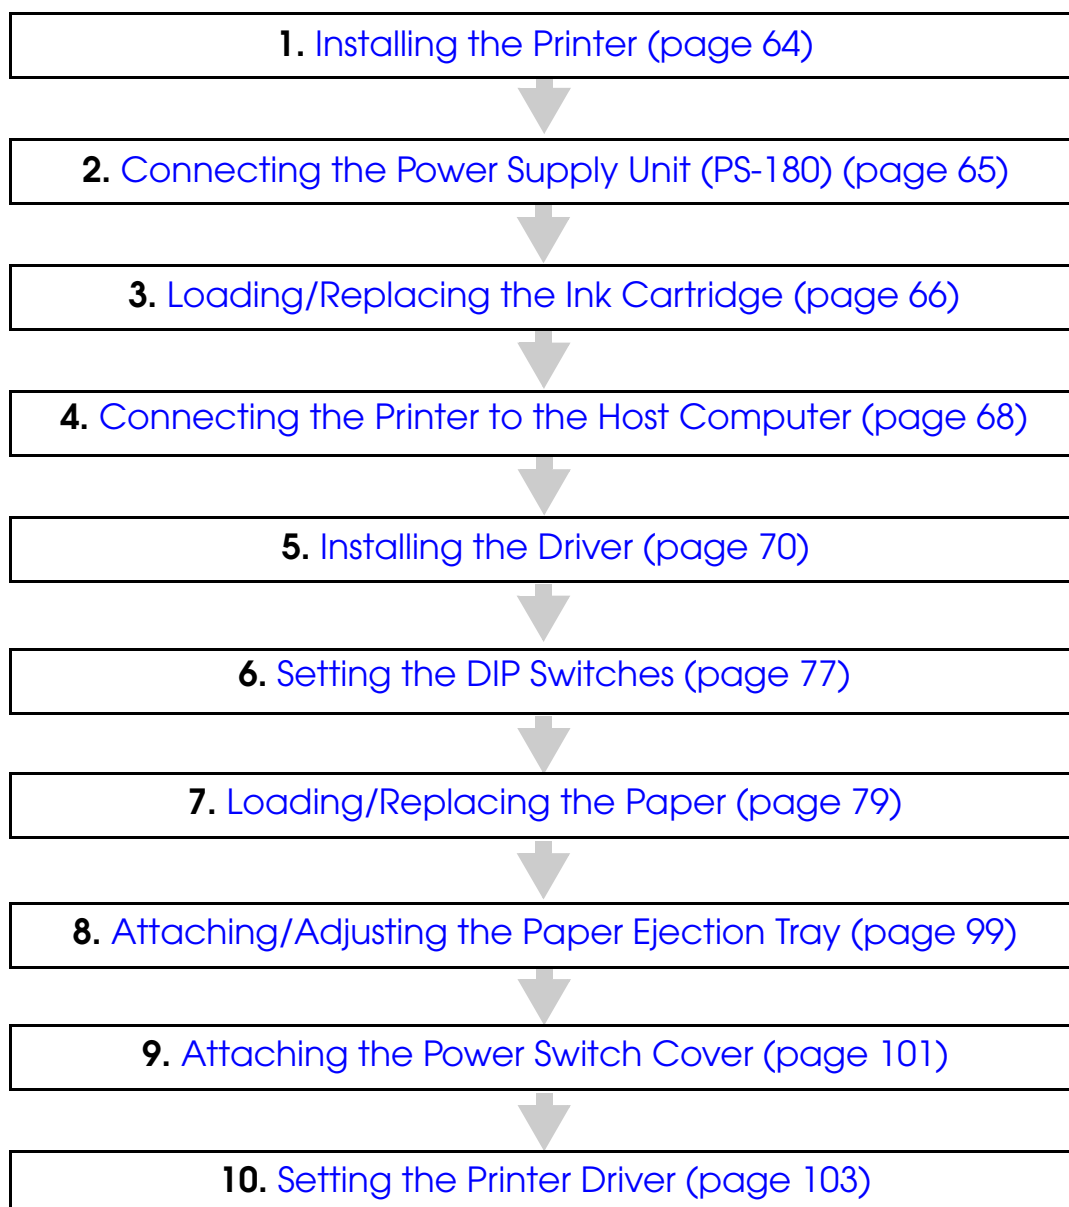 1. Installing the Printer (page 64)
2. Connecting the Power Supply Unit (PS-180) (page 65)
3. Loading/Replacing the Ink Cartridge (page 66)
4. Connecting the Printer to the Host Computer (page 68)
5. Installing the Driver (page 70)
6. Setting the DIP Switches (page 77)
7. Loading/Replacing the Paper (page 79)
8. Attaching/Adjusting the Paper Ejection Tray (page 99)
9. Attaching the Power Switch Cover (page 101)
10. Setting the Printer Driver (page 103)